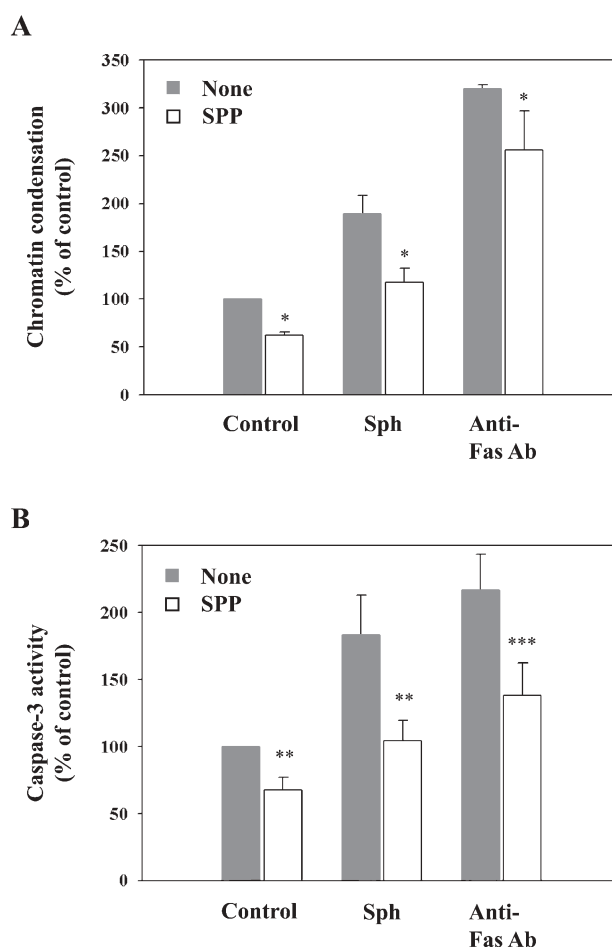 A
Chromatin condensation
(% of control)
350
300
250
200
150
100
50
0
None
SPP
*
*
*
Control
Sph
Anti-
Fas Ab
B
Caspase-3 activity
(% of control)
250
200
150
100
50
0
None
SPP
**
**
***
Control
Sph
Anti-
Fas Ab